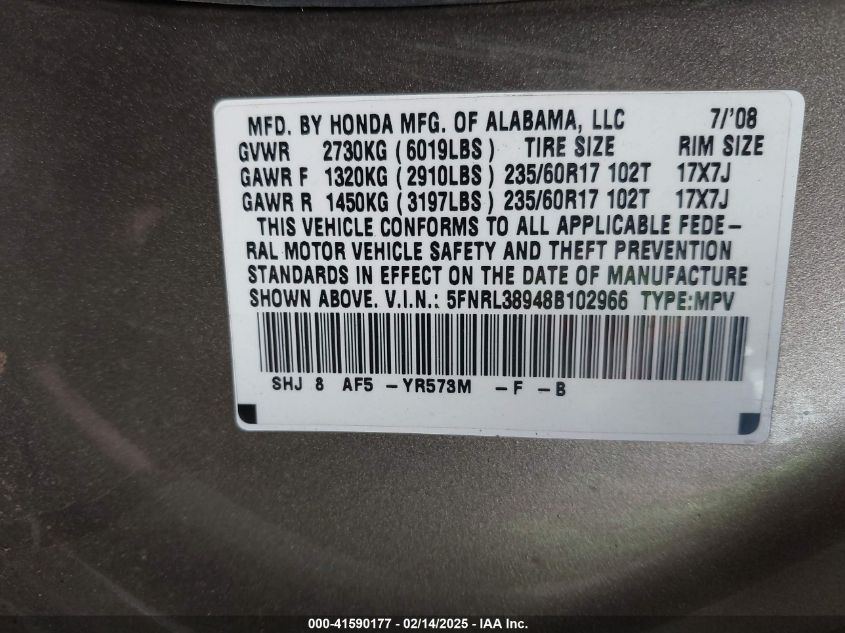 MFD. BY HONDA MFG. OF ALABAMA, LLC 7/'08
GVWR 2730KG (6019LBS) TIRE SIZE RIM SIZE
GAWR F 1320KG (2910LBS) 235/60R17 102T 17X7J
GAWR R 1450KG (3197LBS) 235/60R17 102T 17X7J
THIS VEHICLE CONFORMS TO ALL APPLICABLE FEDE-
RAL MOTOR VEHICLE SAFETY AND THEFT PREVENTION
STANDARDS IN EFFECT ON THE DATE OF MANUFACTURE
SHOWN ABOVE. V.I.N.: 5FNRL38948B102966 TYPE:MPV
SHJ 8 AF5 -YR573M -F -B
000-41590177 - 02/14/2025 - IAA Inc.